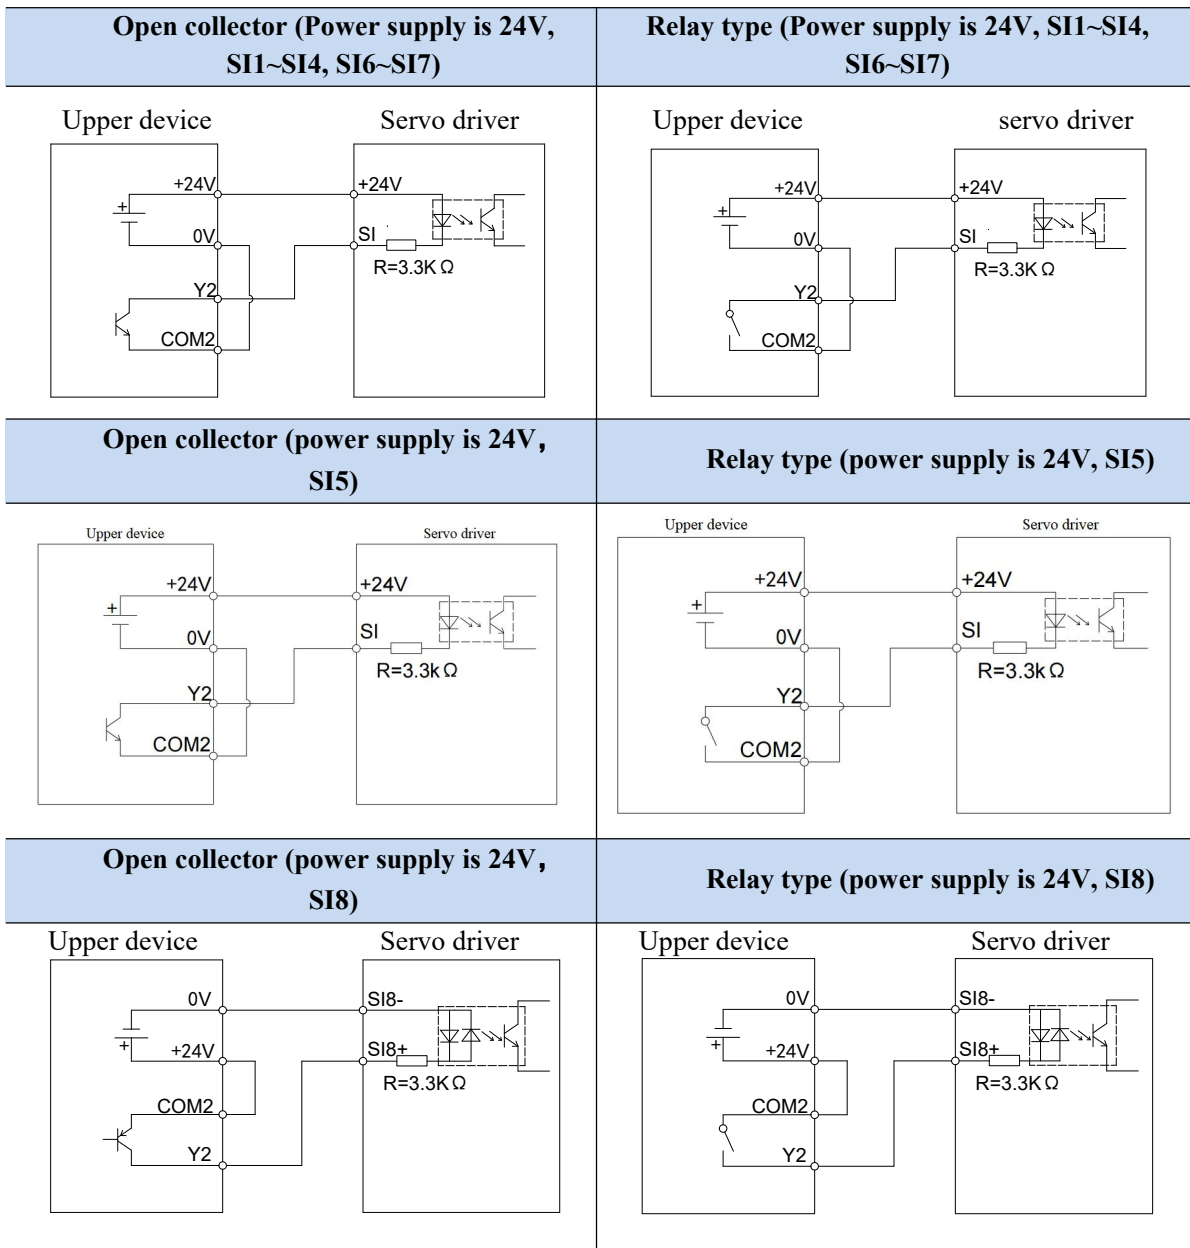 Open collector (Power supply is 24V,
SI1~SI4, SI6~SI7)
Relay type (Power supply is 24V, SI1~SI4,
SI6~SI7)
Upper device
Servo driver
+24V
+24V
+
0V
SI
R=3.3K Ω
Y2
COM2
Upper device
servo driver
+24V
+24V
+
0V
SI
R=3.3K Ω
Y2
COM2
Open collector (power supply is 24V,
SI5)
Relay type (power supply is 24V, SI5)
Upper device
Servo driver
+24V
+24V
+
0V
SI
R=3.3k Ω
Y2
COM2
Upper device
Servo driver
+24V
+24V
+
0V
SI
R=3.3k Ω
Y2
COM2
Open collector (power supply is 24V,
SI8)
Relay type (power supply is 24V, SI8)
Upper device
Servo driver
0V
SI8-
+
+24V
SI8+
R=3.3K Ω
COM2
Y2
Upper device
Servo driver
0V
SI8-
+
+24V
SI8+
R=3.3K Ω
COM2
Y2